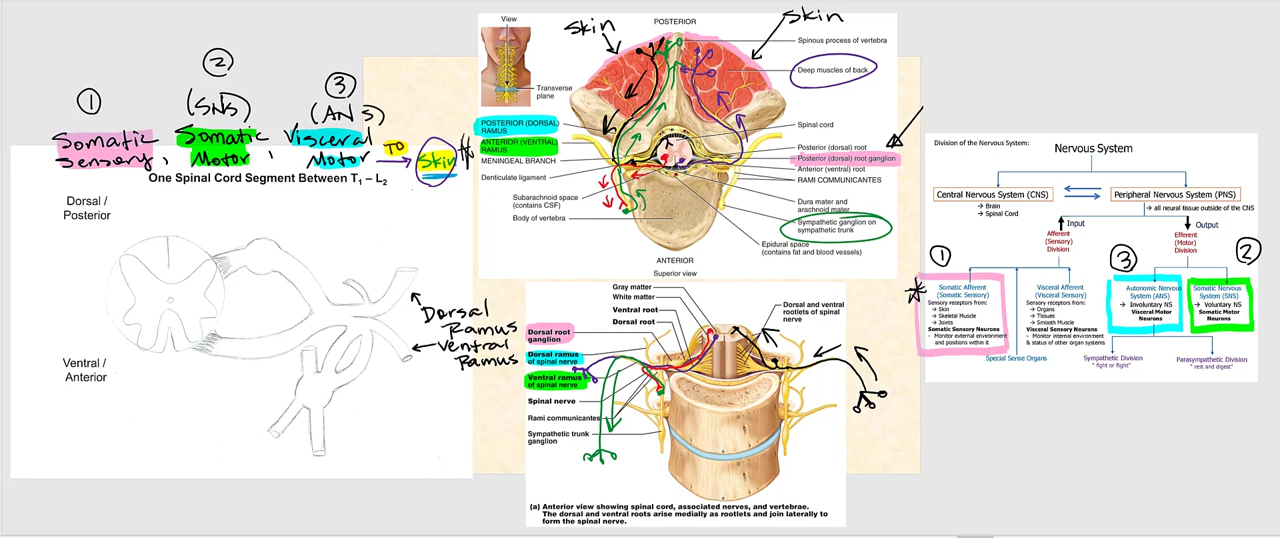 ① ② ③
(SNS) (ANS)
Somatic Sensory, Somatic Motor, Visceral Motor TO Skin
One Spinal Cord Segment Between T1 – L2
Dorsal /
Posterior
Ventral /
Anterior
Dorsal
Ramus
Ventral
Ramus
View
Transverse
plane
Skin
Skin
POSTERIOR
Spinous process of vertebra
Deep muscles of back
Spinal cord
Posterior (dorsal) root
Posterior (dorsal) root ganglion
Anterior (ventral) root
RAMI COMMUNICANTES
Dura mater and
arachnoid mater
Sympathetic ganglion on
sympathetic trunk
Epidural space
(contains fat and blood vessels)
POSTERIOR (DORSAL)
RAMUS
ANTERIOR (VENTRAL)
RAMUS
MENINGEAL BRANCH
Denticulate ligament
Subarachnoid space
(contains CSF)
Body of vertebra
ANTERIOR
Superior view
Gray matter
White matter
Ventral root
Dorsal root
Dorsal root
ganglion
Dorsal ramus
of spinal nerve
Ventral ramus
of spinal nerve
Spinal nerve
Rami communicantes
Sympathetic trunk
ganglion
Dorsal and ventral
rootlets of spinal
nerve
(a) Anterior view showing spinal cord, associated nerves, and vertebrae.
The dorsal and ventral roots arise medially as rootlets and join laterally to
form the spinal nerve.
Division of the Nervous System:
Nervous System
Central Nervous System (CNS)
→ Brain
→ Spinal Cord
Peripheral Nervous System (PNS)
→ all neural tissue outside of the CNS
Input
Afferent
(Sensory)
Division
Output
Efferent
(Motor)
Division
① ③ ②
Somatic Afferent
(Somatic Sensory)
Sensory receptors from:
→ Skin
→ Skeletal Muscle
→ Joints
Somatic Sensory Neurons
- Monitor external environment
and positions within it
Visceral Afferent
(Visceral Sensory)
Sensory receptors from:
→ Organs
→ Tissues
→ Smooth Muscle
Visceral Sensory Neurons
- Monitor internal environment
& status of other organ systems
Special Sense Organs
Autonomic Nervous
System (ANS)
→ Involuntary NS
Visceral Motor
Neurons
Somatic Nervous
System (SNS)
→ Voluntary NS
Somatic Motor
Neurons
Sympathetic Division
"fight or flight"
Parasympathetic Division
"rest and digest"